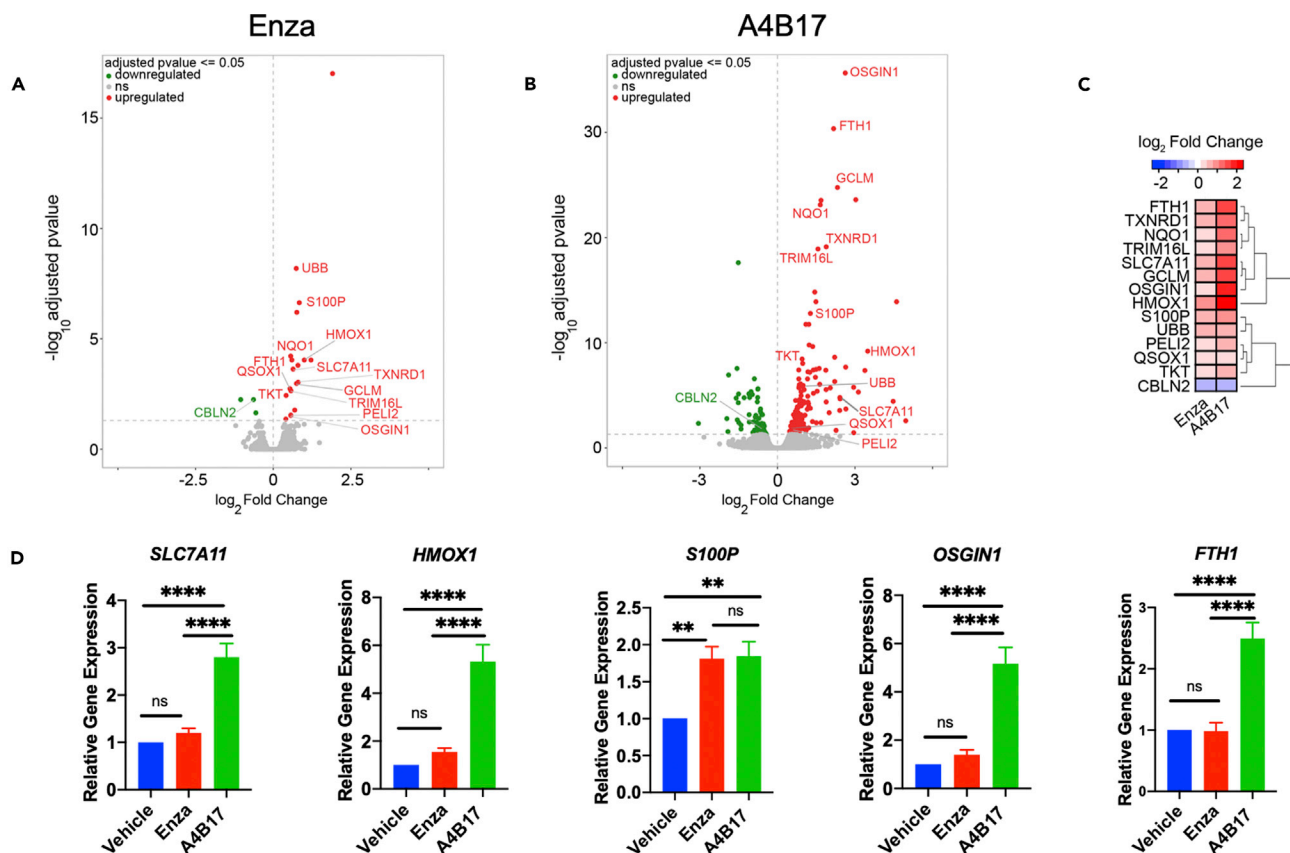 Enza
A4B17
A
adjusted pvalue <= 0.05
downregulated
ns
upregulated
15
10
5
0
-log10 adjusted pvalue
UBB
S100P
HMOX1
NQO1
FTH1
SLC7A11
QSOX1
TXNRD1
GCLM
TKT
TRIM16L
CBLN2
PELI2
OSGIN1
-2.5
0
2.5
log2 Fold Change
B
adjusted pvalue <= 0.05
downregulated
ns
upregulated
30
20
10
0
-log10 adjusted pvalue
OSGIN1
FTH1
GCLM
NQO1
TXNRD1
TRIM16L
S100P
TKT
HMOX1
UBB
CBLN2
SLC7A11
QSOX1
PELI2
-3
0
3
log2 Fold Change
C
log2 Fold Change
-2 0 2
FTH1
TXNRD1
NQO1
TRIM16L
SLC7A11
GCLM
OSGIN1
HMOX1
S100P
UBB
PELI2
QSOX1
TKT
CBLN2
Enza
A4B17
D
SLC7A11
Relative Gene Expression
4
3
2
1
0
****
****
ns
Vehicle
Enza
A4B17
HMOX1
Relative Gene Expression
8
6
4
2
0
****
****
ns
Vehicle
Enza
A4B17
S100P
Relative Gene Expression
2.5
2.0
1.5
1.0
0.5
0.0
**
ns
**
Vehicle
Enza
A4B17
OSGIN1
Relative Gene Expression
8
6
4
2
0
****
****
ns
Vehicle
Enza
A4B17
FTH1
Relative Gene Expression
3
2
1
0
****
****
ns
Vehicle
Enza
A4B17